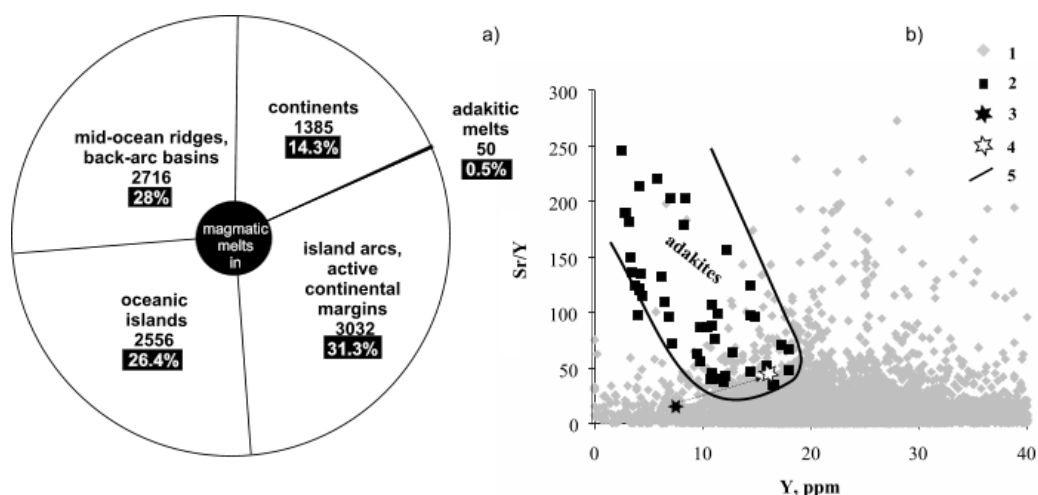 a)
continents
1385
14.3%
adakitic
melts
50
0.5%
mid-ocean ridges,
back-arc basins
2716
28%
magmatic
melts
in
island arcs,
active
continental
margins
3032
31.3%
oceanic
islands
2556
26.4%
b)
1
2
3
4
5
300
250
200
150
100
50
0
Sr/Y
adakites
0
10
20
30
40
Y, ppm